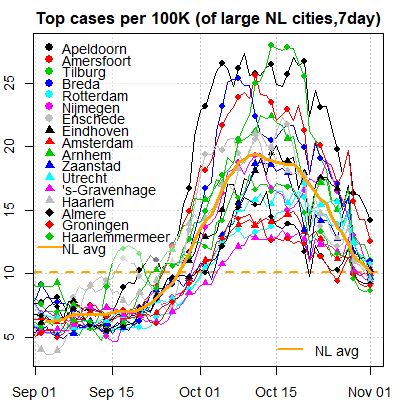 Top cases per 100K (of large NL cities,7day)
Apeldoorn
Amersfoort
Tilburg
Breda
Rotterdam
Nijmegen
Enschede
Eindhoven
Amsterdam
Arnhem
Zaanstad
Utrecht
's-Gravenhage
Haarlem
Almere
Groningen
Haarlemmermeer
NL avg
25
20
15
10
5
NL avg
Sep 01 Sep 15 Oct 01 Oct 15 Nov 01